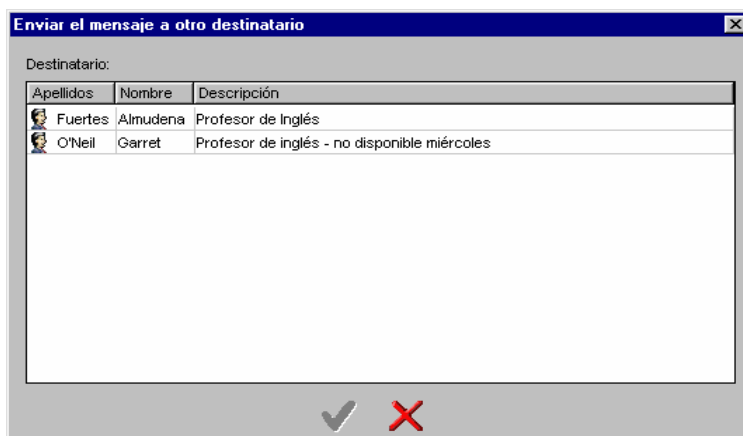 Enviar el mensaje a otro destinatario
Destinatario:
Apellidos Nombre Descripción
Fuertes Almudena Profesor de Inglés
O'Neil Garret Profesor de inglés - no disponible miércoles